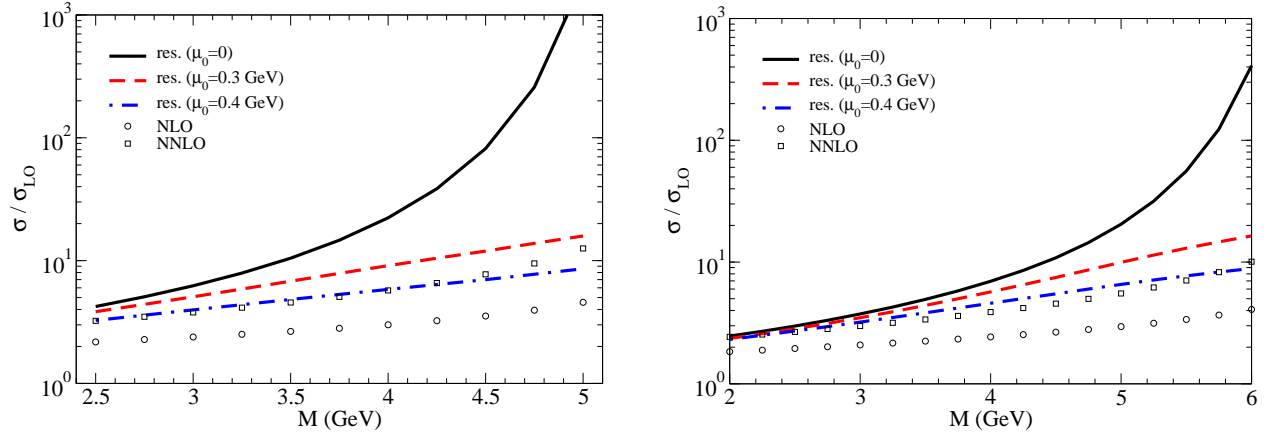 10³
10²
10¹
10⁰
σ / σ_LO
res. (μ₀=0)
res. (μ₀=0.3 GeV)
res. (μ₀=0.4 GeV)
NLO
NNLO
2.5 3 3.5 4 4.5 5
M (GeV)
10³
10²
10¹
10⁰
σ / σ_LO
res. (μ₀=0)
res. (μ₀=0.3 GeV)
res. (μ₀=0.4 GeV)
NLO
NNLO
2 3 4 5 6
M (GeV)